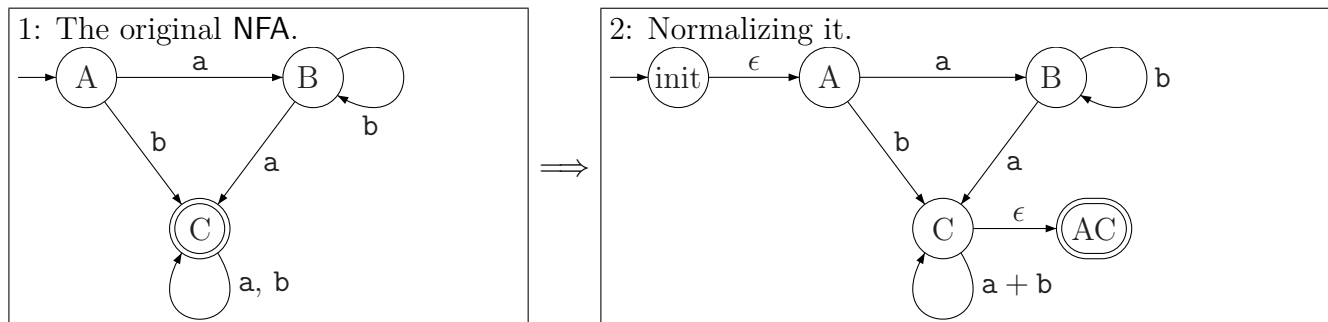 1: The original NFA.
A
a
B
b
b
a
C
a, b
⟹
2: Normalizing it.
init
ϵ
A
a
B
b
b
a
C
ϵ
AC
a + b